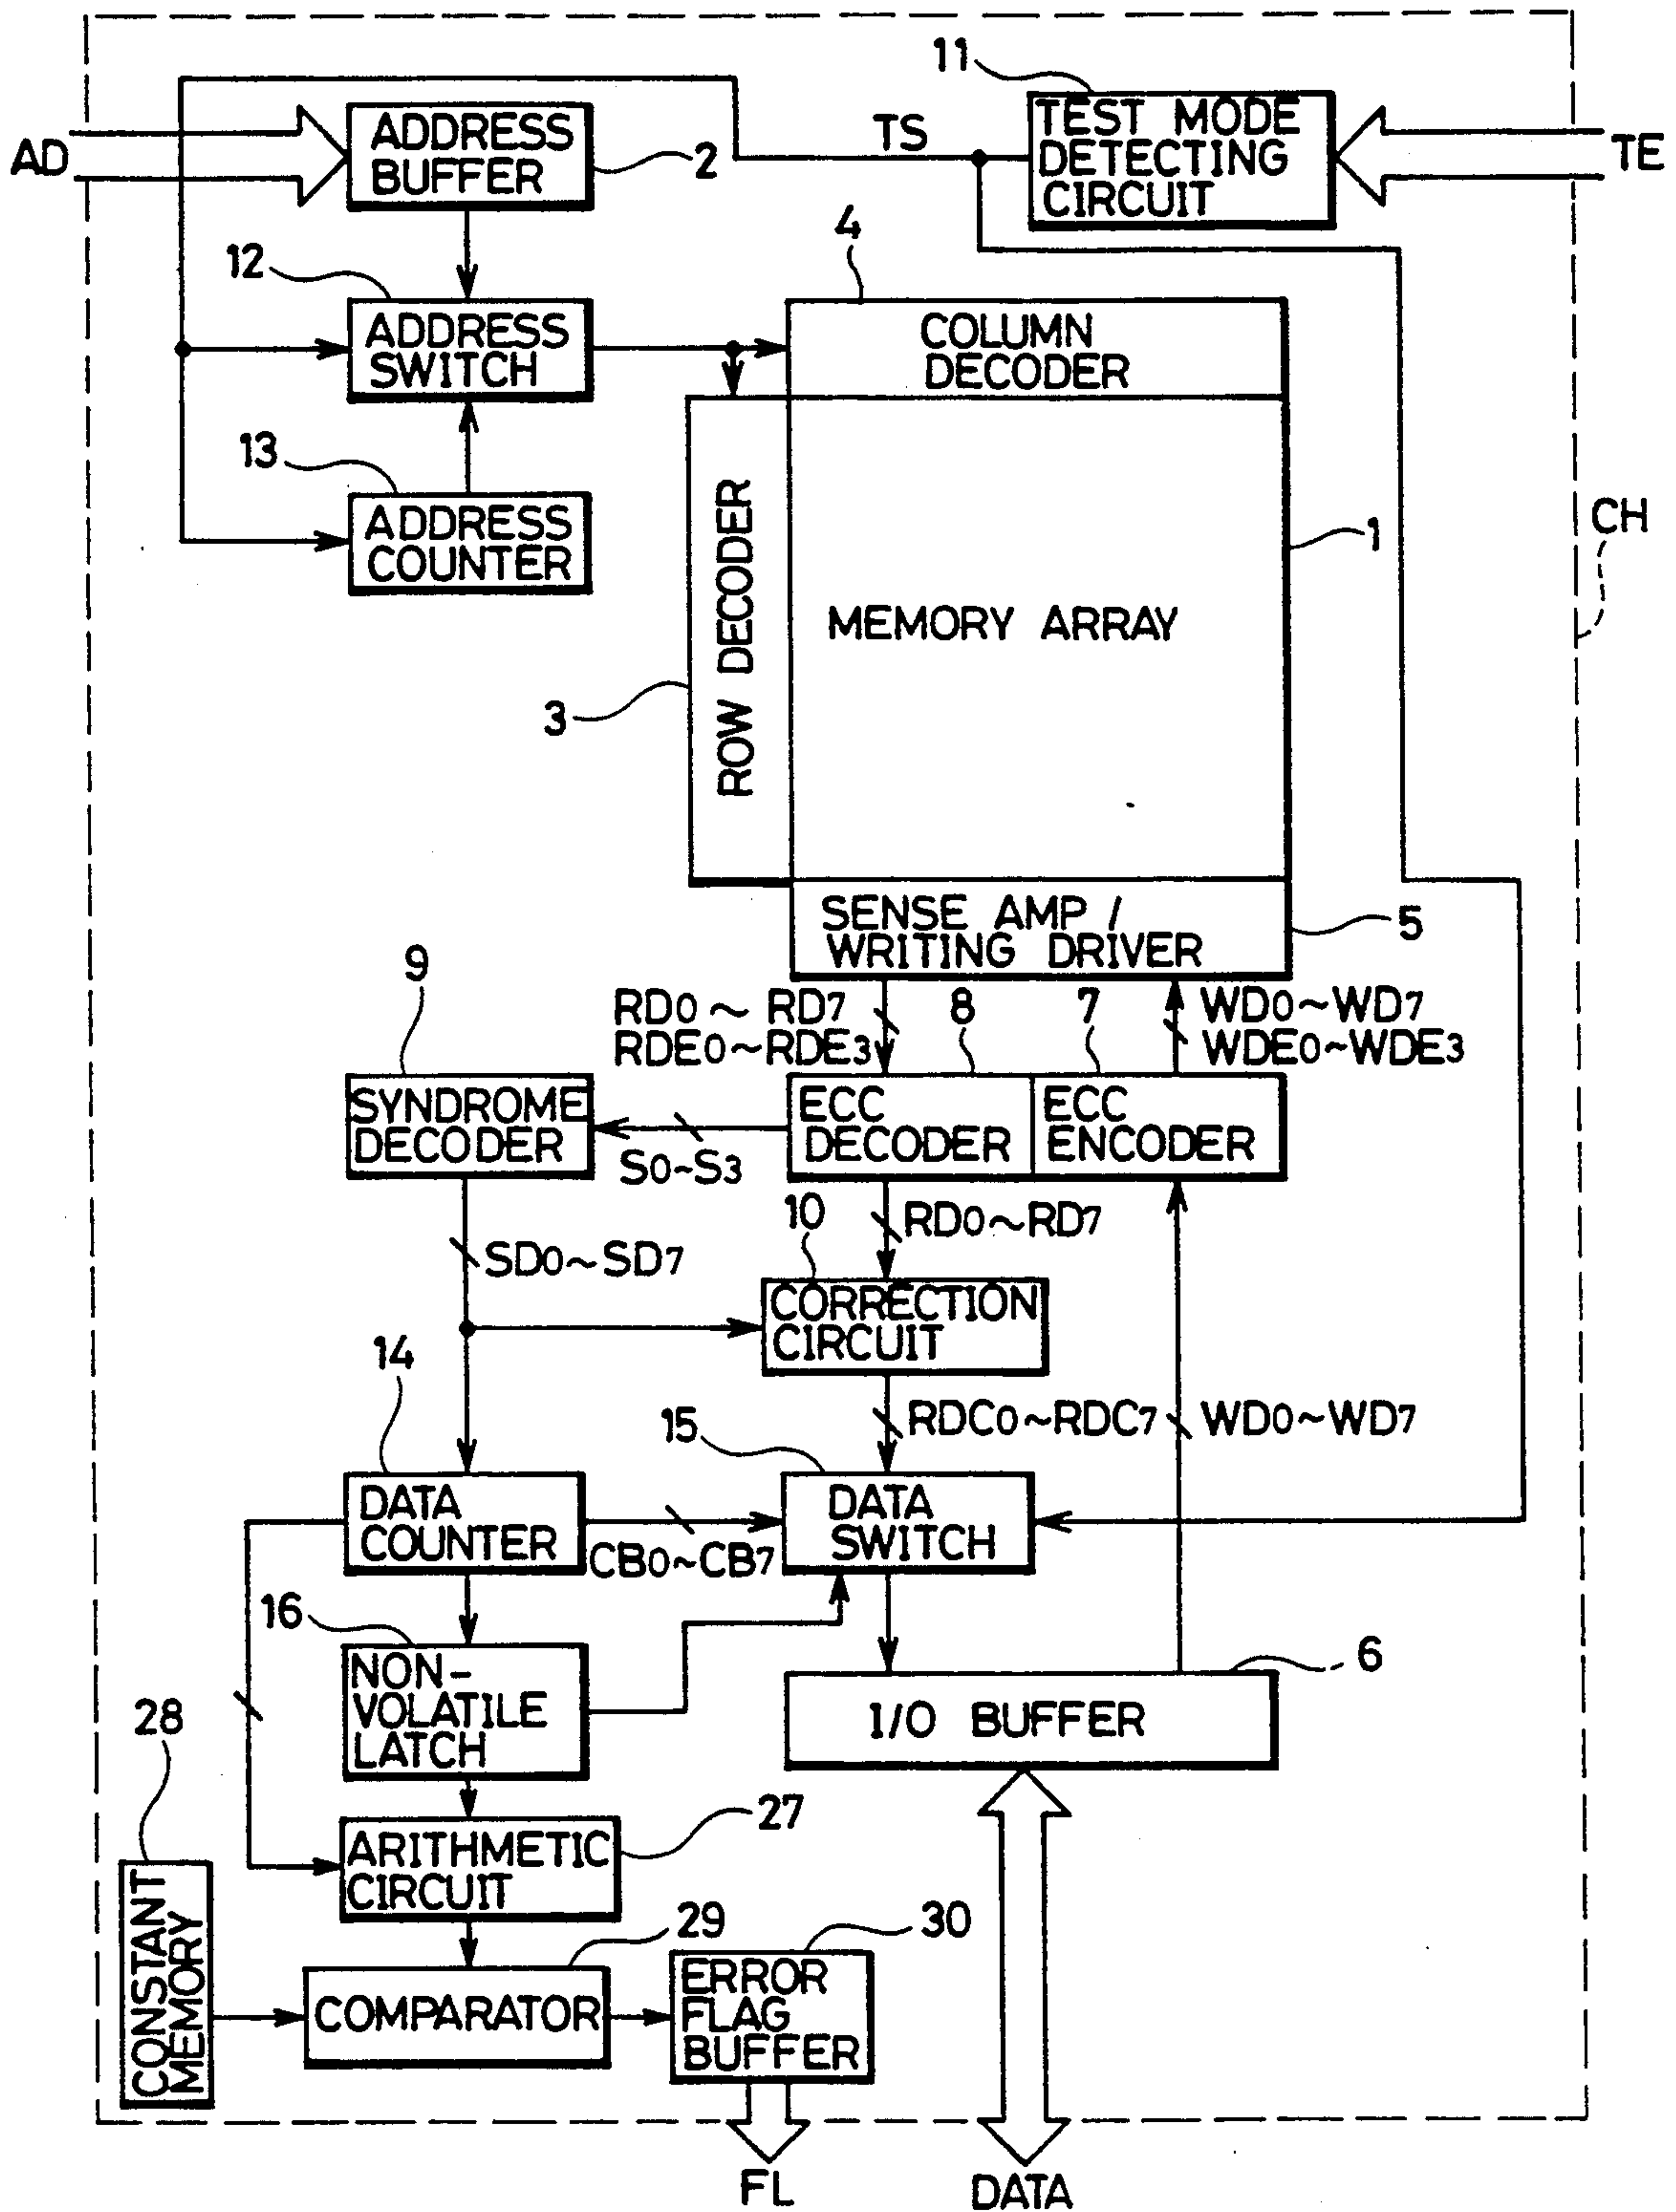 11
AD
ADDRESS
BUFFER
2
TS
TEST MODE
DETECTING
CIRCUIT
TE
12
ADDRESS
SWITCH
4
COLUMN
DECODER
13
ADDRESS
COUNTER
ROW DECODER
3
MEMORY ARRAY
1
CH
SENSE AMP /
WRITING DRIVER
5
9
RD0~RD7
RDE0~RDE3
8
7
WD0~WD7
WDE0~WDE3
SYNDROME
DECODER
S0~S3
ECC
DECODER
ECC
ENCODER
SD0~SD7
10
RD0~RD7
CORRECTION
CIRCUIT
14
15
RDC0~RDC7
WD0~WD7
DATA
COUNTER
CB0~CB7
DATA
SWITCH
16
NON-
VOLATILE
LATCH
6
I/O BUFFER
28
CONSTANT
MEMORY
27
ARITHMETIC
CIRCUIT
29
COMPARATOR
30
ERROR
FLAG
BUFFER
FL
DATA